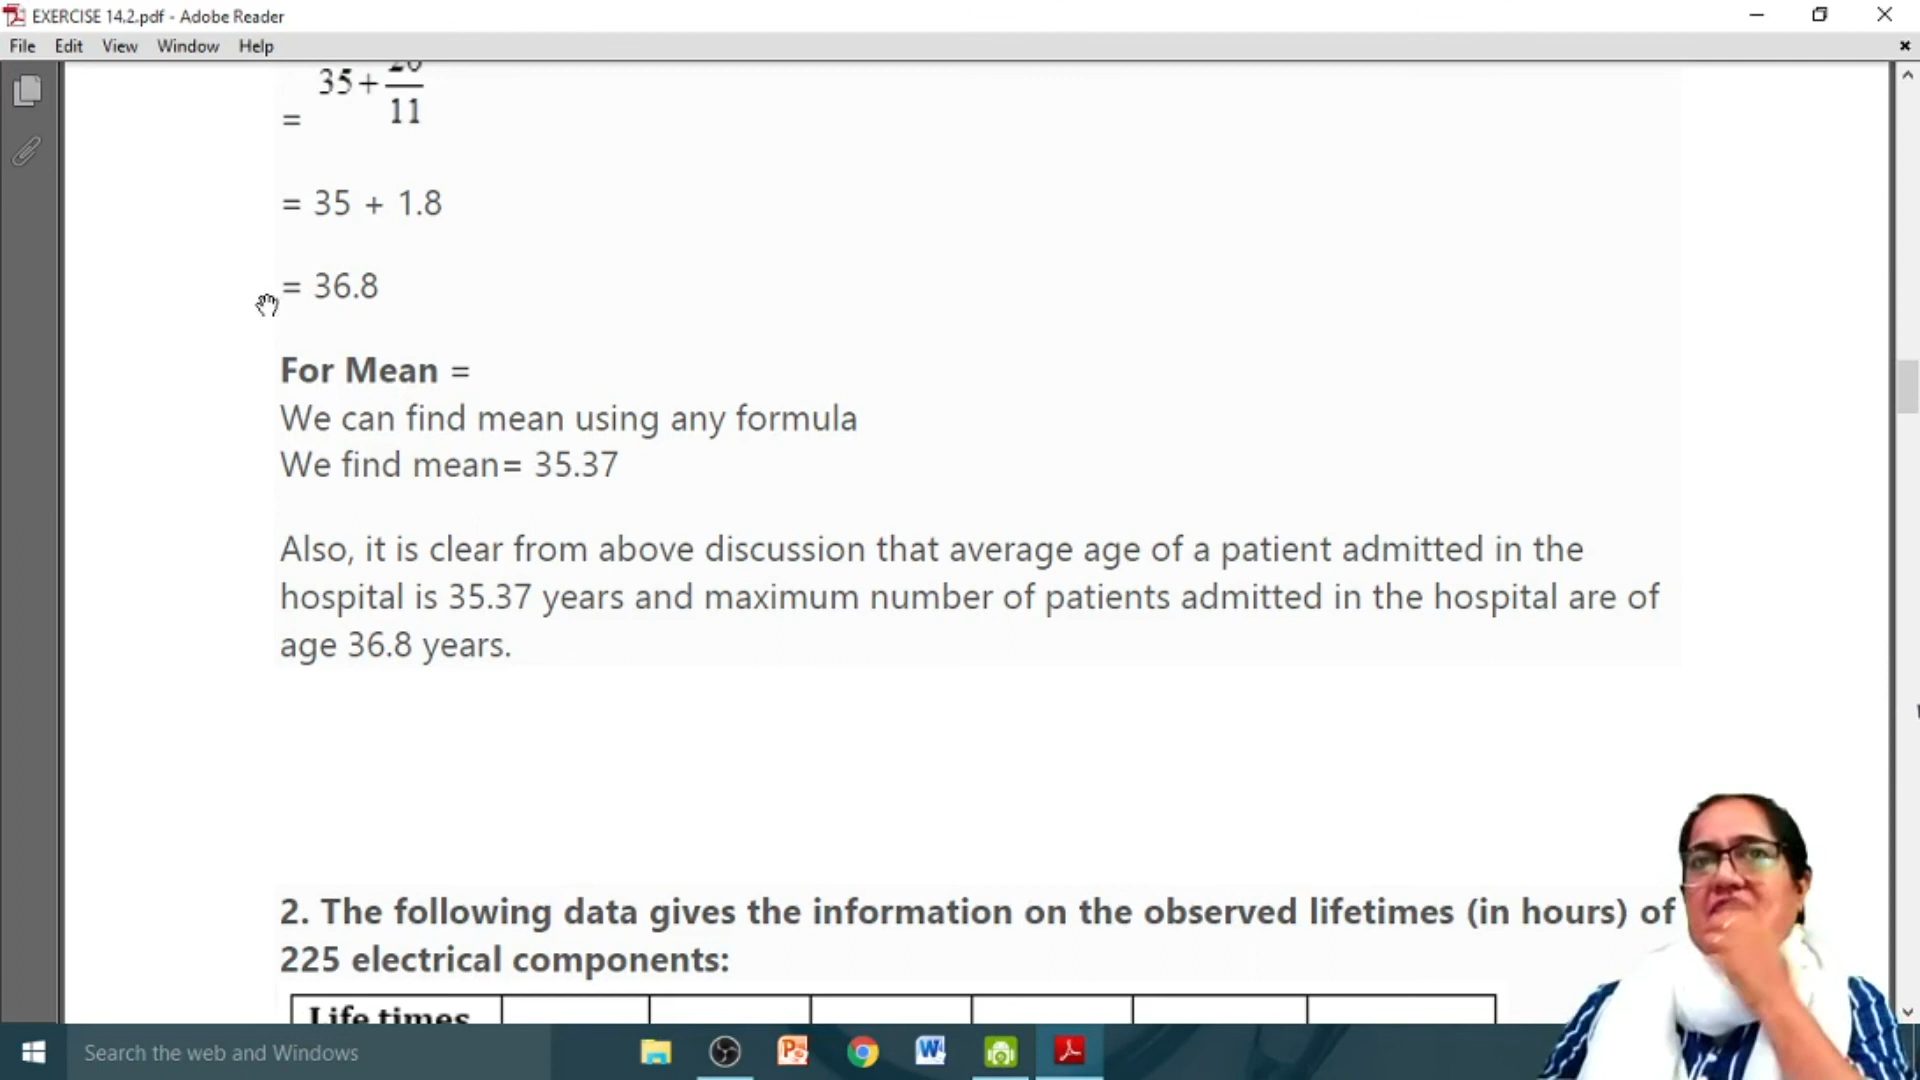 EXERCISE 14.2.pdf - Adobe Reader
File Edit View Window Help
= 35+ 20/11
= 35 + 1.8
= 36.8
For Mean =
We can find mean using any formula
We find mean= 35.37
Also, it is clear from above discussion that average age of a patient admitted in the
hospital is 35.37 years and maximum number of patients admitted in the hospital are of
age 36.8 years.
2. The following data gives the information on the observed lifetimes (in hours) of
225 electrical components:
Life times
Search the web and Windows